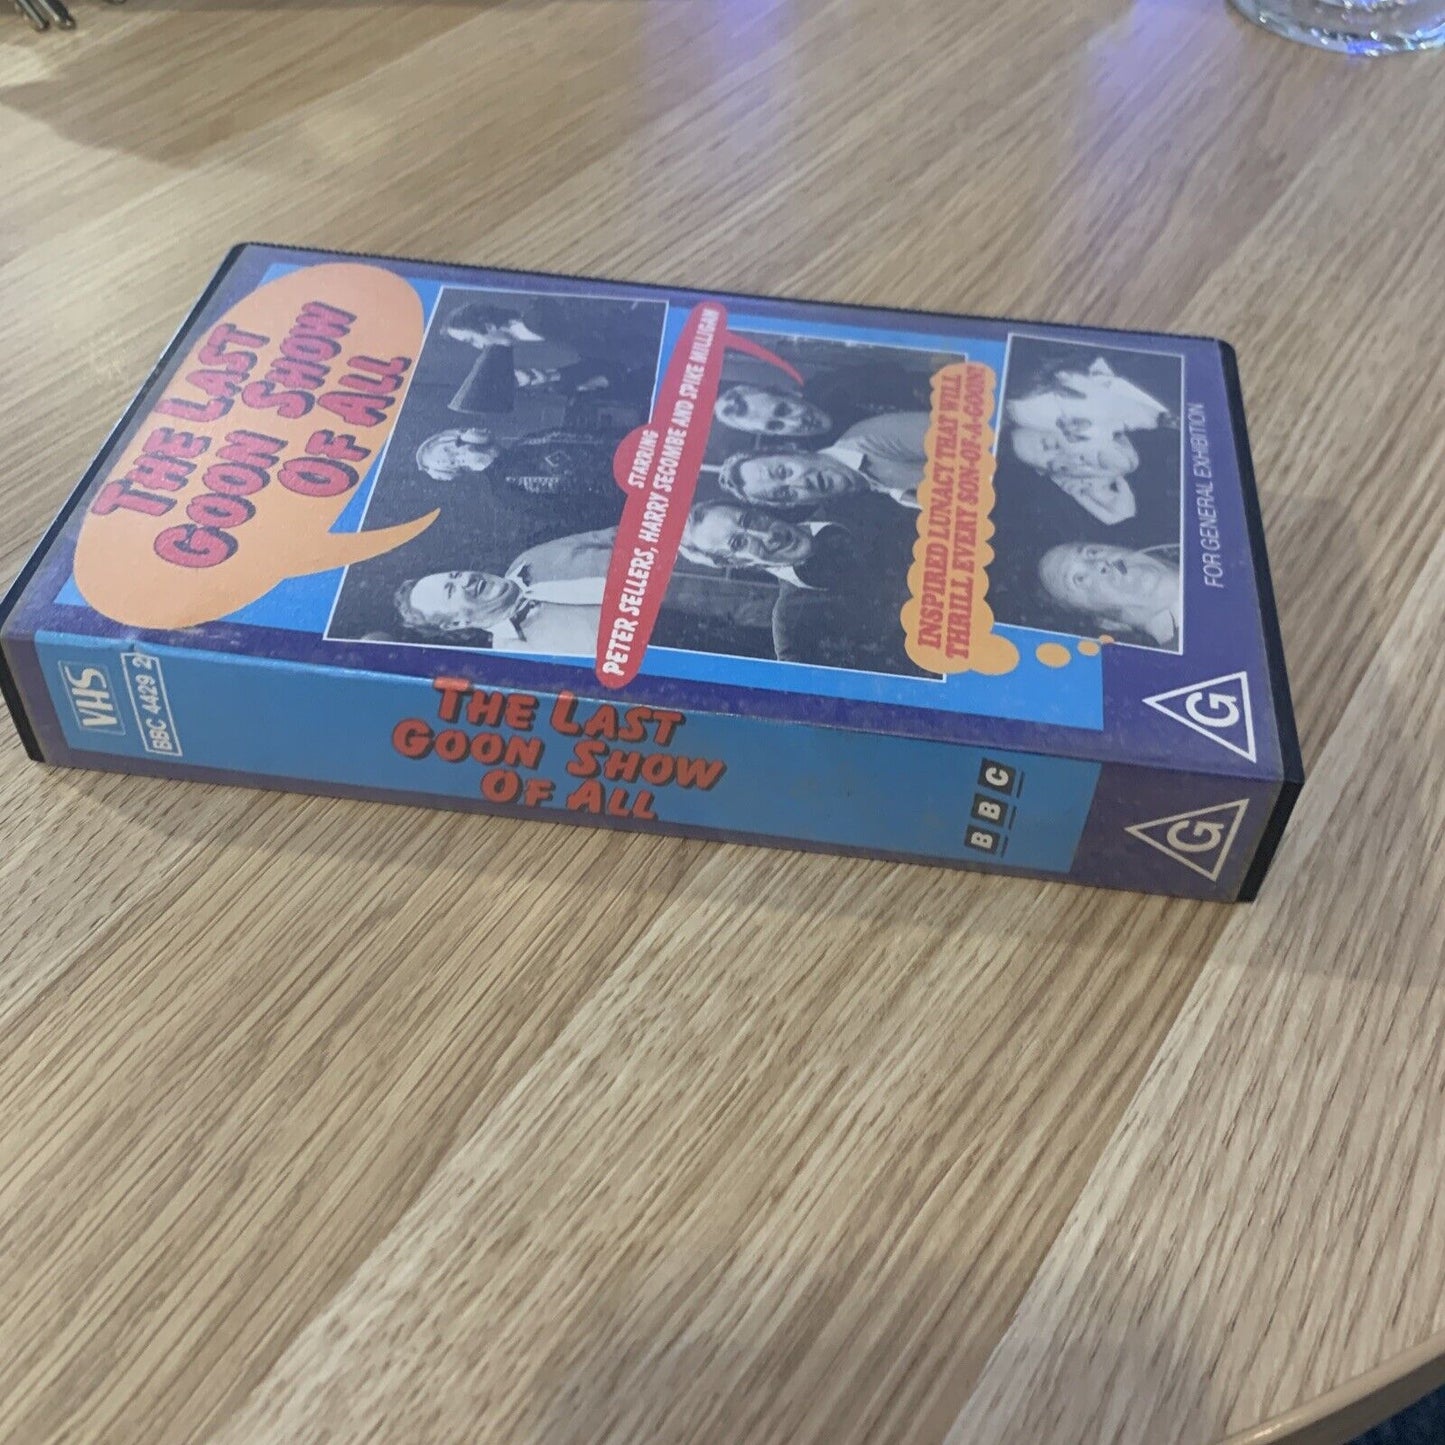 THE LAST
GOON SHOW
OF ALL
STARRING
PETER SELLERS, HARRY SECOMBE AND SPIKE MILLIGAN
INSPIRED LUNACY THAT WILL
THRILL EVERY SON-OF-A-GOON!
FOR GENERAL EXHIBITION
G
VHS
BBC 4429 2
THE LAST
GOON SHOW
OF ALL
BBC
G